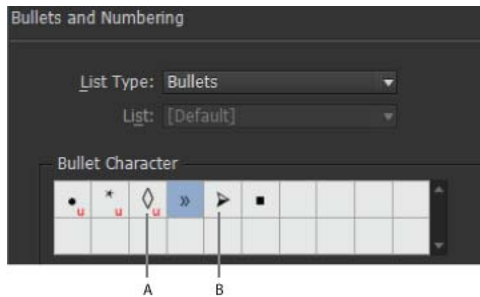 Bullets and Numbering
List Type: Bullets
List: [Default]
Bullet Character
• u * u ◊ u » ➢ ▪
A B